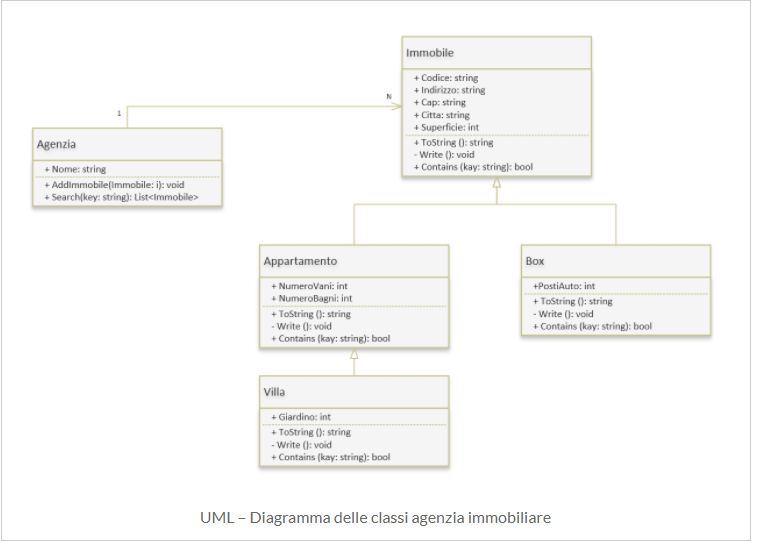 Immobile
+ Codice: string
+ Indirizzo: string
+ Cap: string
+ Citta: string
+ Superficie: int
+ ToString (): string
- Write (): void
+ Contains (kay: string): bool
1
N
Agenzia
+ Nome: string
+ AddImmobile(Immobile: i): void
+ Search(key: string): List<Immobile>
Appartamento
+ NumeroVani: int
+ NumeroBagni: int
+ ToString (): string
- Write (): void
+ Contains (kay: string): bool
Box
+PostiAuto: int
+ ToString (): string
- Write (): void
+ Contains (kay: string): bool
Villa
+ Giardino: int
+ ToString (): string
- Write (): void
+ Contains (kay: string): bool
UML – Diagramma delle classi agenzia immobiliare